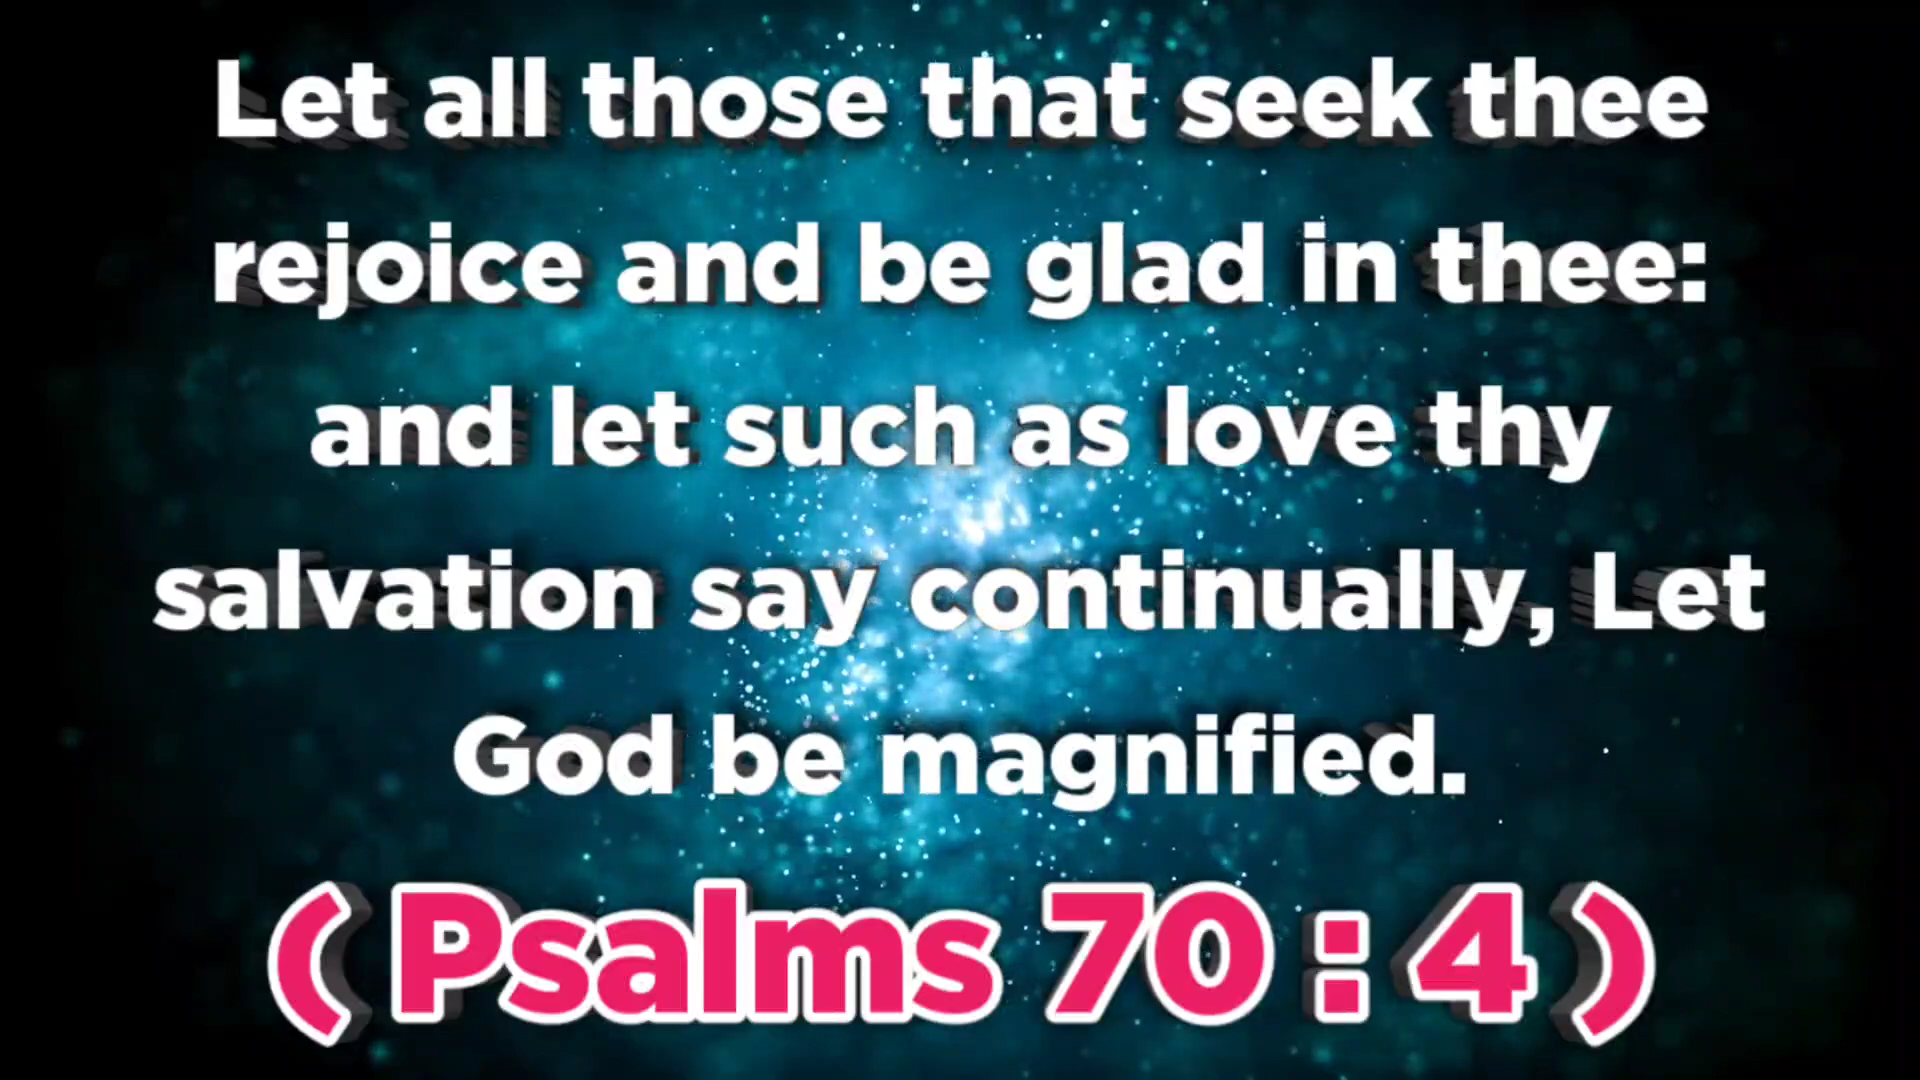 Let all those that seek thee
rejoice and be glad in thee:
and let such as love thy
salvation say continually, Let
God be magnified.
( Psalms 70 : 4 )